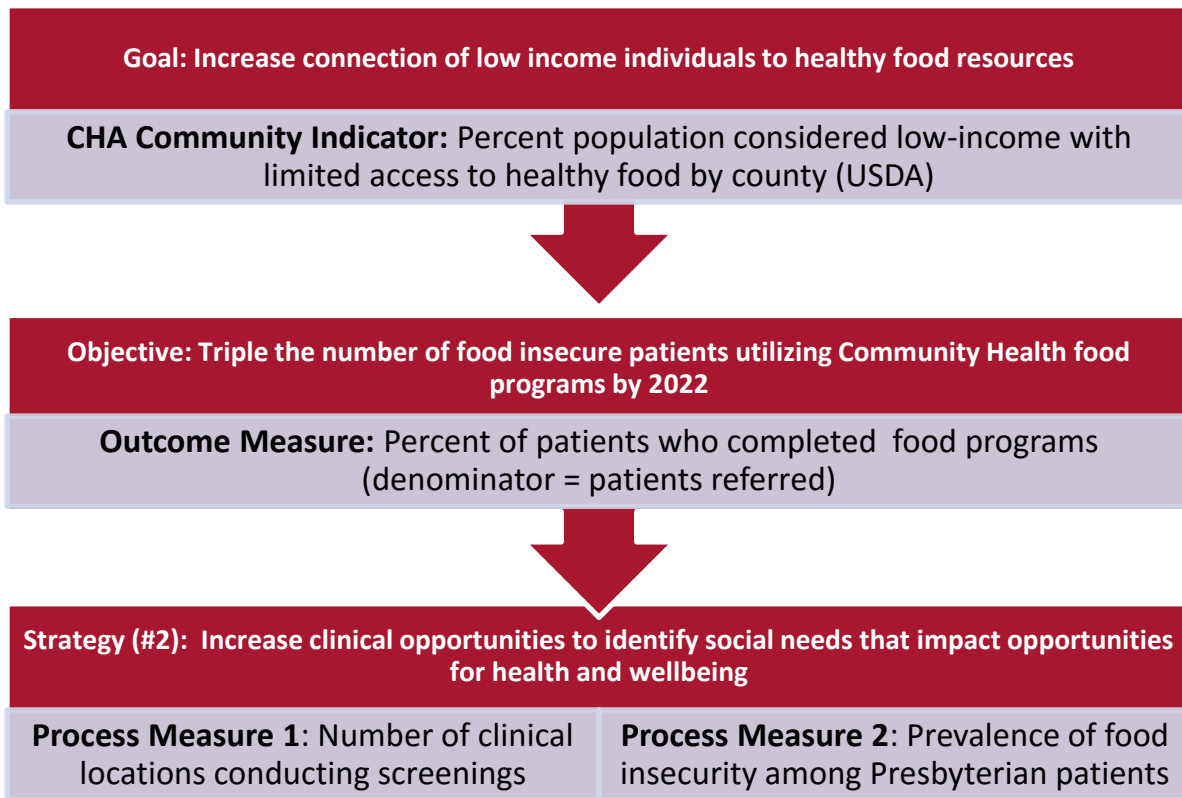 Goal: Increase connection of low income individuals to healthy food resources
CHA Community Indicator: Percent population considered low-income with
limited access to healthy food by county (USDA)
Objective: Triple the number of food insecure patients utilizing Community Health food
programs by 2022
Outcome Measure: Percent of patients who completed  food programs
(denominator = patients referred)
Strategy (#2):  Increase clinical opportunities to identify social needs that impact opportunities
for health and wellbeing
Process Measure 1: Number of clinical
locations conducting screenings
Process Measure 2: Prevalence of food
insecurity among Presbyterian patients